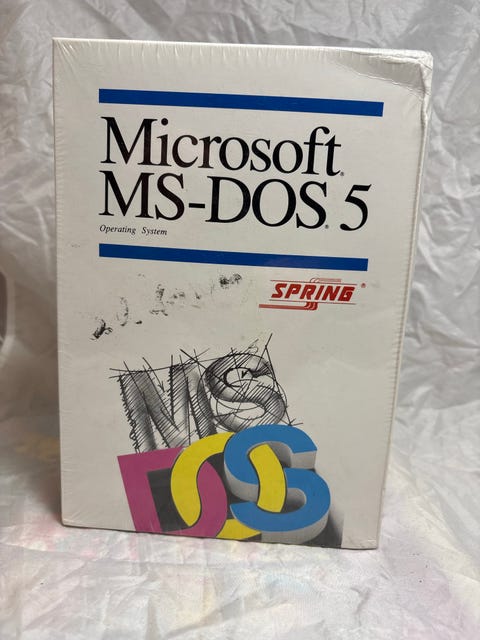 Microsoft®
MS-DOS® 5
Operating System
SPRING®
MS
DOS